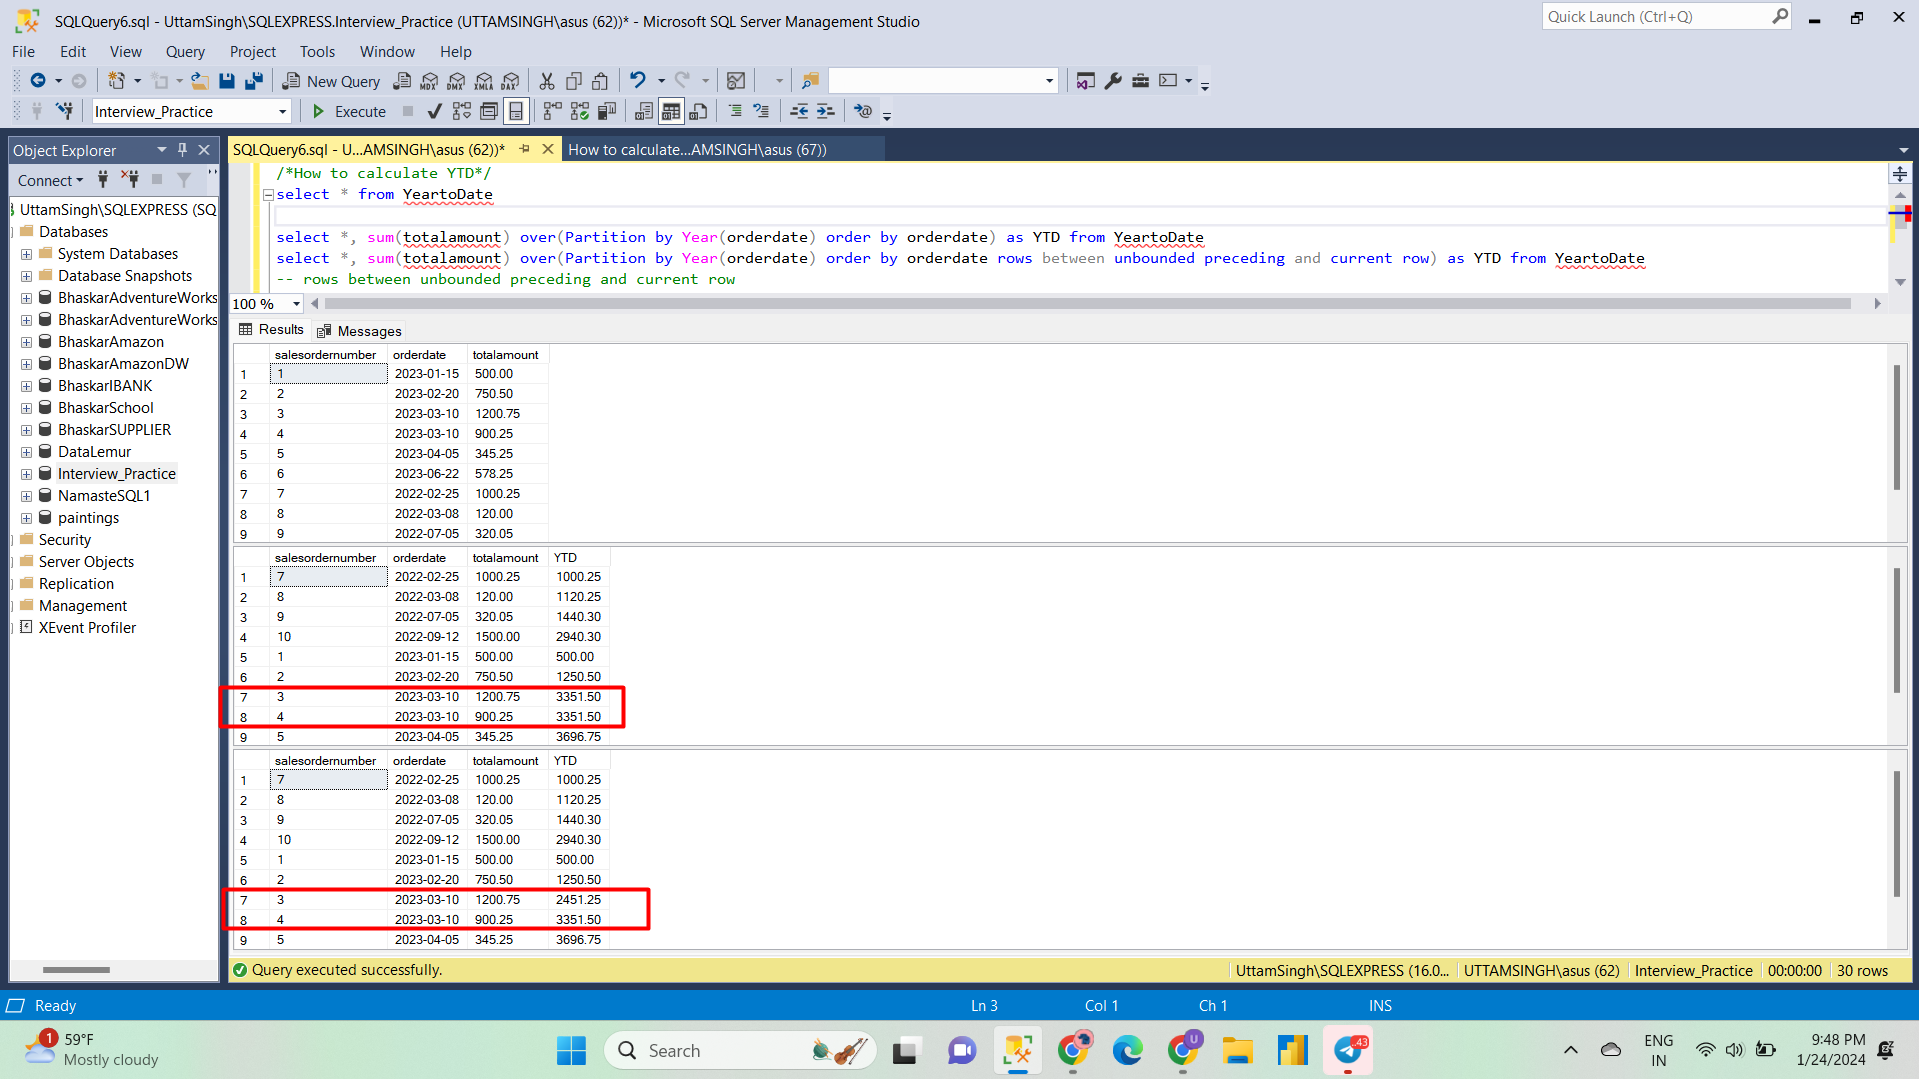 SQLQuery6.sql - UttamSingh\SQLEXPRESS.Interview_Practice (UTTAMSINGH\asus (62))* - Microsoft SQL Server Management Studio
Quick Launch (Ctrl+Q)
File Edit View Query Project Tools Window Help
New Query MDX DMX XMLA DAX
Interview_Practice Execute
Object Explorer
Connect
UttamSingh\SQLEXPRESS (SQ
Databases
System Databases
Database Snapshots
BhaskarAdventureWorks
BhaskarAdventureWorks
BhaskarAmazon
BhaskarAmazonDW
BhaskarIBANK
BhaskarSchool
BhaskarSUPPLIER
DataLemur
Interview_Practice
NamasteSQL1
paintings
Security
Server Objects
Replication
Management
XEvent Profiler
SQLQuery6.sql - U...AMSINGH\asus (62))* How to calculate...AMSINGH\asus (67))
/*How to calculate YTD*/
select * from YeartoDate
select *, sum(totalamount) over(Partition by Year(orderdate) order by orderdate) as YTD from YeartoDate
select *, sum(totalamount) over(Partition by Year(orderdate) order by orderdate rows between unbounded preceding and current row) as YTD from YeartoDate
-- rows between unbounded preceding and current row
100 %
Results Messages
salesordernumber orderdate totalamount
1 1 2023-01-15 500.00
2 2 2023-02-20 750.50
3 3 2023-03-10 1200.75
4 4 2023-03-10 900.25
5 5 2023-04-05 345.25
6 6 2023-06-22 578.25
7 7 2022-02-25 1000.25
8 8 2022-03-08 120.00
9 9 2022-07-05 320.05
salesordernumber orderdate totalamount YTD
1 7 2022-02-25 1000.25 1000.25
2 8 2022-03-08 120.00 1120.25
3 9 2022-07-05 320.05 1440.30
4 10 2022-09-12 1500.00 2940.30
5 1 2023-01-15 500.00 500.00
6 2 2023-02-20 750.50 1250.50
7 3 2023-03-10 1200.75 3351.50
8 4 2023-03-10 900.25 3351.50
9 5 2023-04-05 345.25 3696.75
salesordernumber orderdate totalamount YTD
1 7 2022-02-25 1000.25 1000.25
2 8 2022-03-08 120.00 1120.25
3 9 2022-07-05 320.05 1440.30
4 10 2022-09-12 1500.00 2940.30
5 1 2023-01-15 500.00 500.00
6 2 2023-02-20 750.50 1250.50
7 3 2023-03-10 1200.75 2451.25
8 4 2023-03-10 900.25 3351.50
9 5 2023-04-05 345.25 3696.75
Query executed successfully. UttamSingh\SQLEXPRESS (16.0... UTTAMSINGH\asus (62) Interview_Practice 00:00:00 30 rows
Ready Ln 3 Col 1 Ch 1 INS
1 59°F
Mostly cloudy
Search
U
43
ENG
IN
9:48 PM
1/24/2024